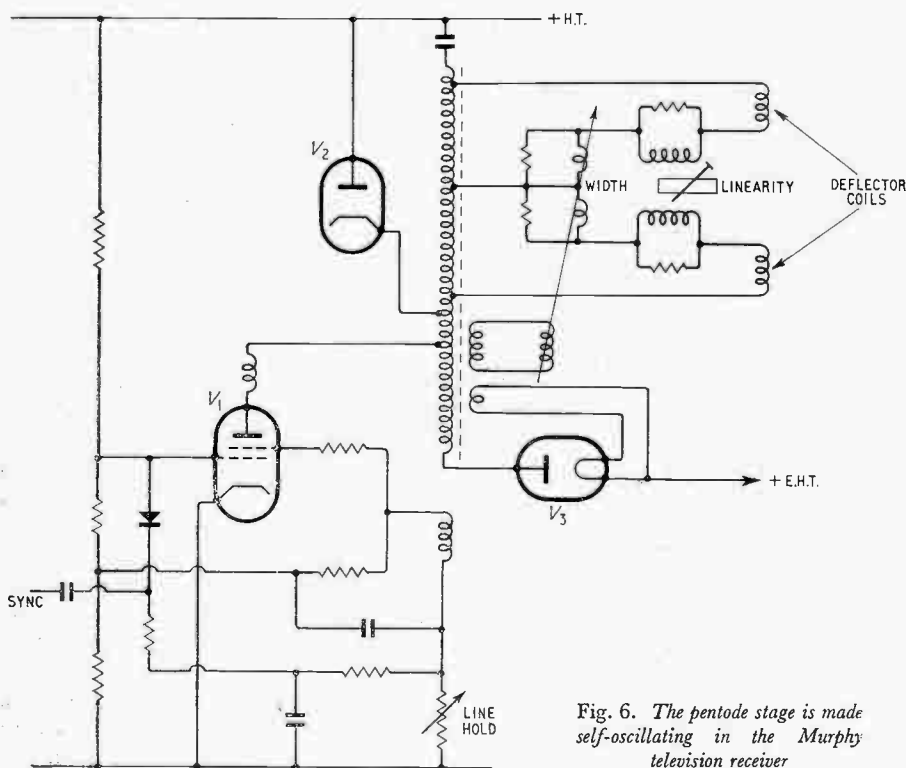 + H.T.
V2
WIDTH
LINEARITY
DEFLECTOR
COILS
V1
+ E.H.T.
V3
SYNC
LINE
HOLD
Fig. 6. The pentode stage is made
self-oscillating in the Murphy
television receiver